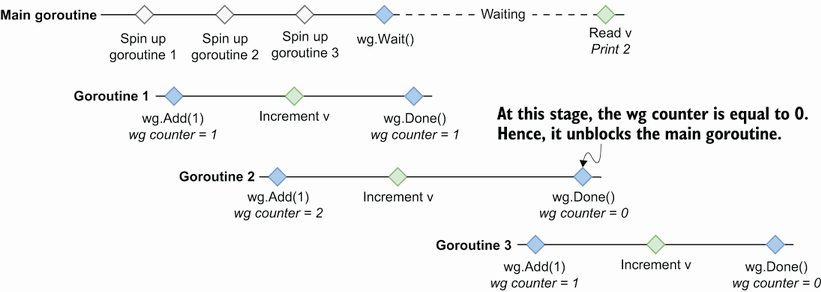 Main goroutine
Waiting
Spin up
goroutine 1
Spin up
goroutine 2
Spin up
goroutine 3
wg.Wait()
Read v
Print 2
Goroutine 1
wg.Add(1)
wg counter = 1
Increment v
wg.Done()
wg counter = 1
At this stage, the wg counter is equal to 0.
Hence, it unblocks the main goroutine.
Goroutine 2
wg.Add(1)
wg counter = 2
Increment v
wg.Done()
wg counter = 0
Goroutine 3
wg.Add(1)
wg counter = 1
Increment v
wg.Done()
wg counter = 0